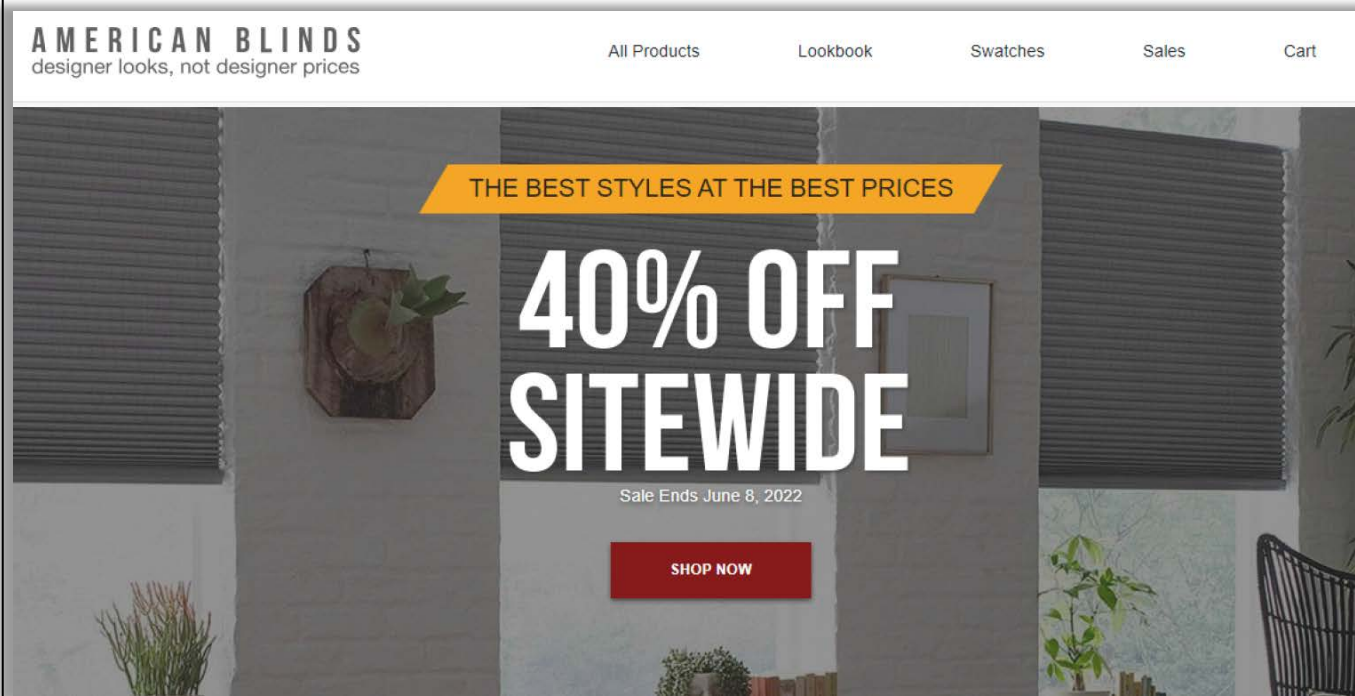 AMERICAN BLINDS
designer looks, not designer prices
All Products Lookbook Swatches Sales Cart
THE BEST STYLES AT THE BEST PRICES
40% OFF
SITEWIDE
Sale Ends June 8, 2022
SHOP NOW